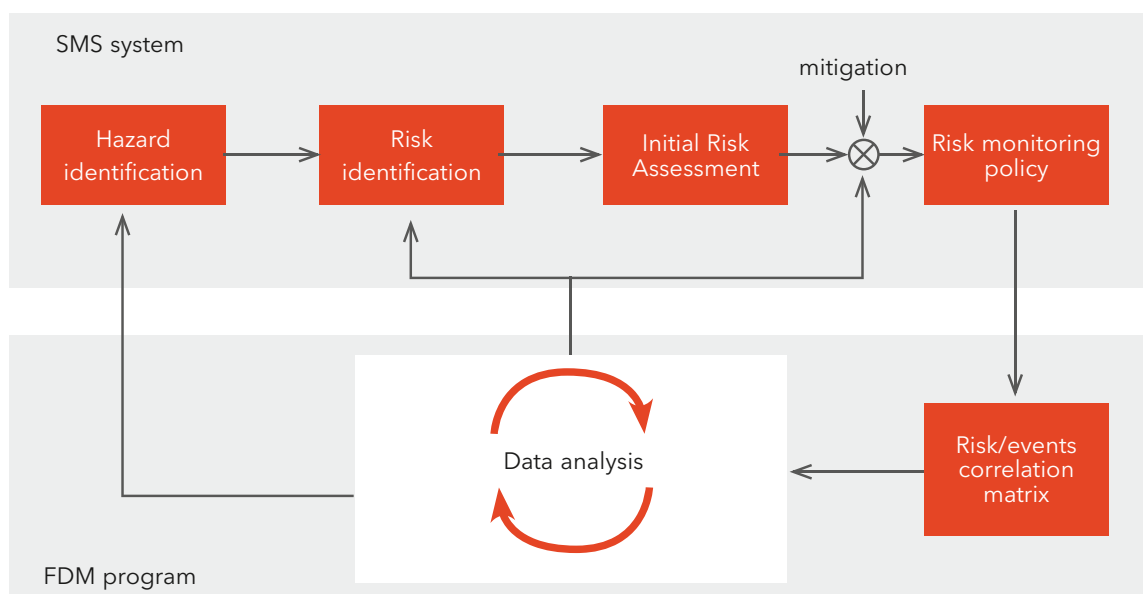 SMS system
mitigation
Hazard
identification
Risk
identification
Initial Risk
Assessment
Risk monitoring
policy
Data analysis
Risk/events
correlation
matrix
FDM program